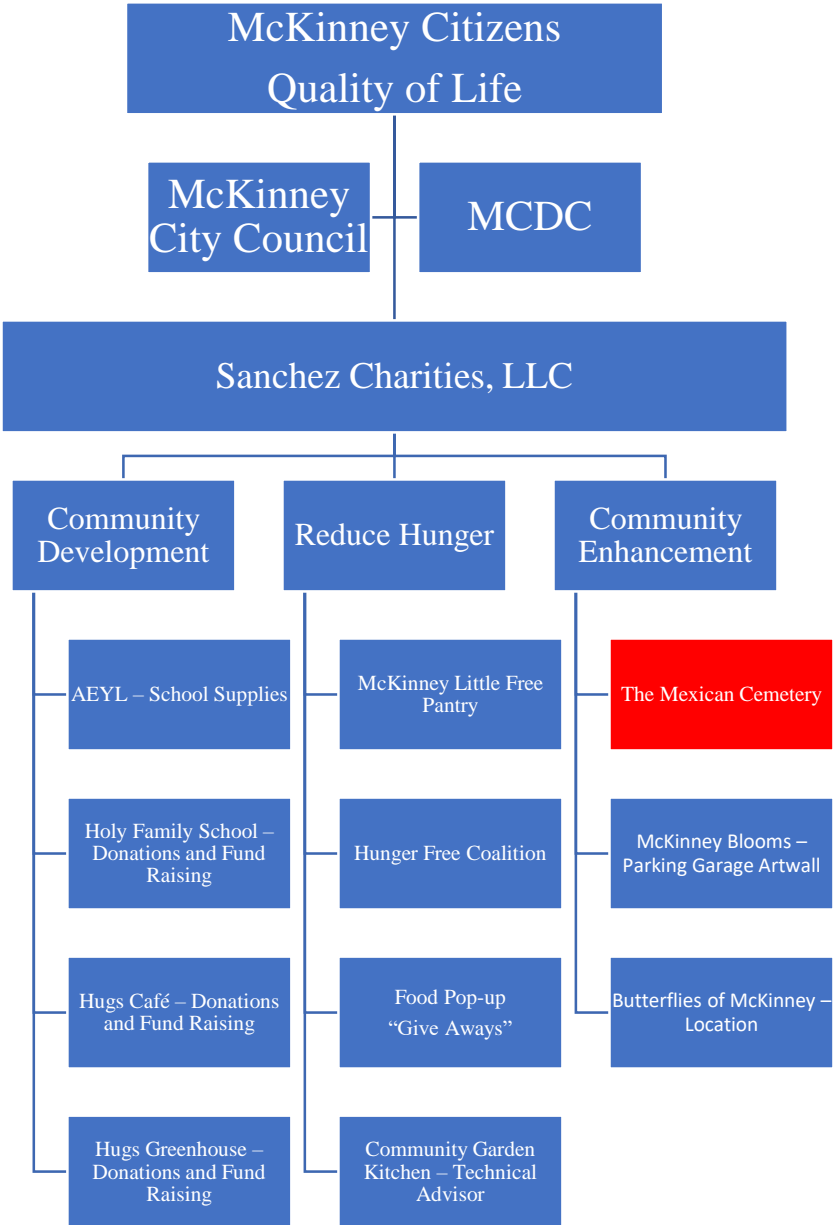 McKinney Citizens
Quality of Life
McKinney
City Council
MCDC
Sanchez Charities, LLC
Community
Development
AEYL – School Supplies
Holy Family School –
Donations and Fund
Raising
Hugs Café – Donations
and Fund Raising
Hugs Greenhouse –
Donations and Fund
Raising
Reduce Hunger
McKinney Little Free
Pantry
Hunger Free Coalition
Food Pop-up
“Give Aways”
Community Garden
Kitchen – Technical
Advisor
Community
Enhancement
The Mexican Cemetery
McKinney Blooms –
Parking Garage Artwall
Butterflies of McKinney –
Location